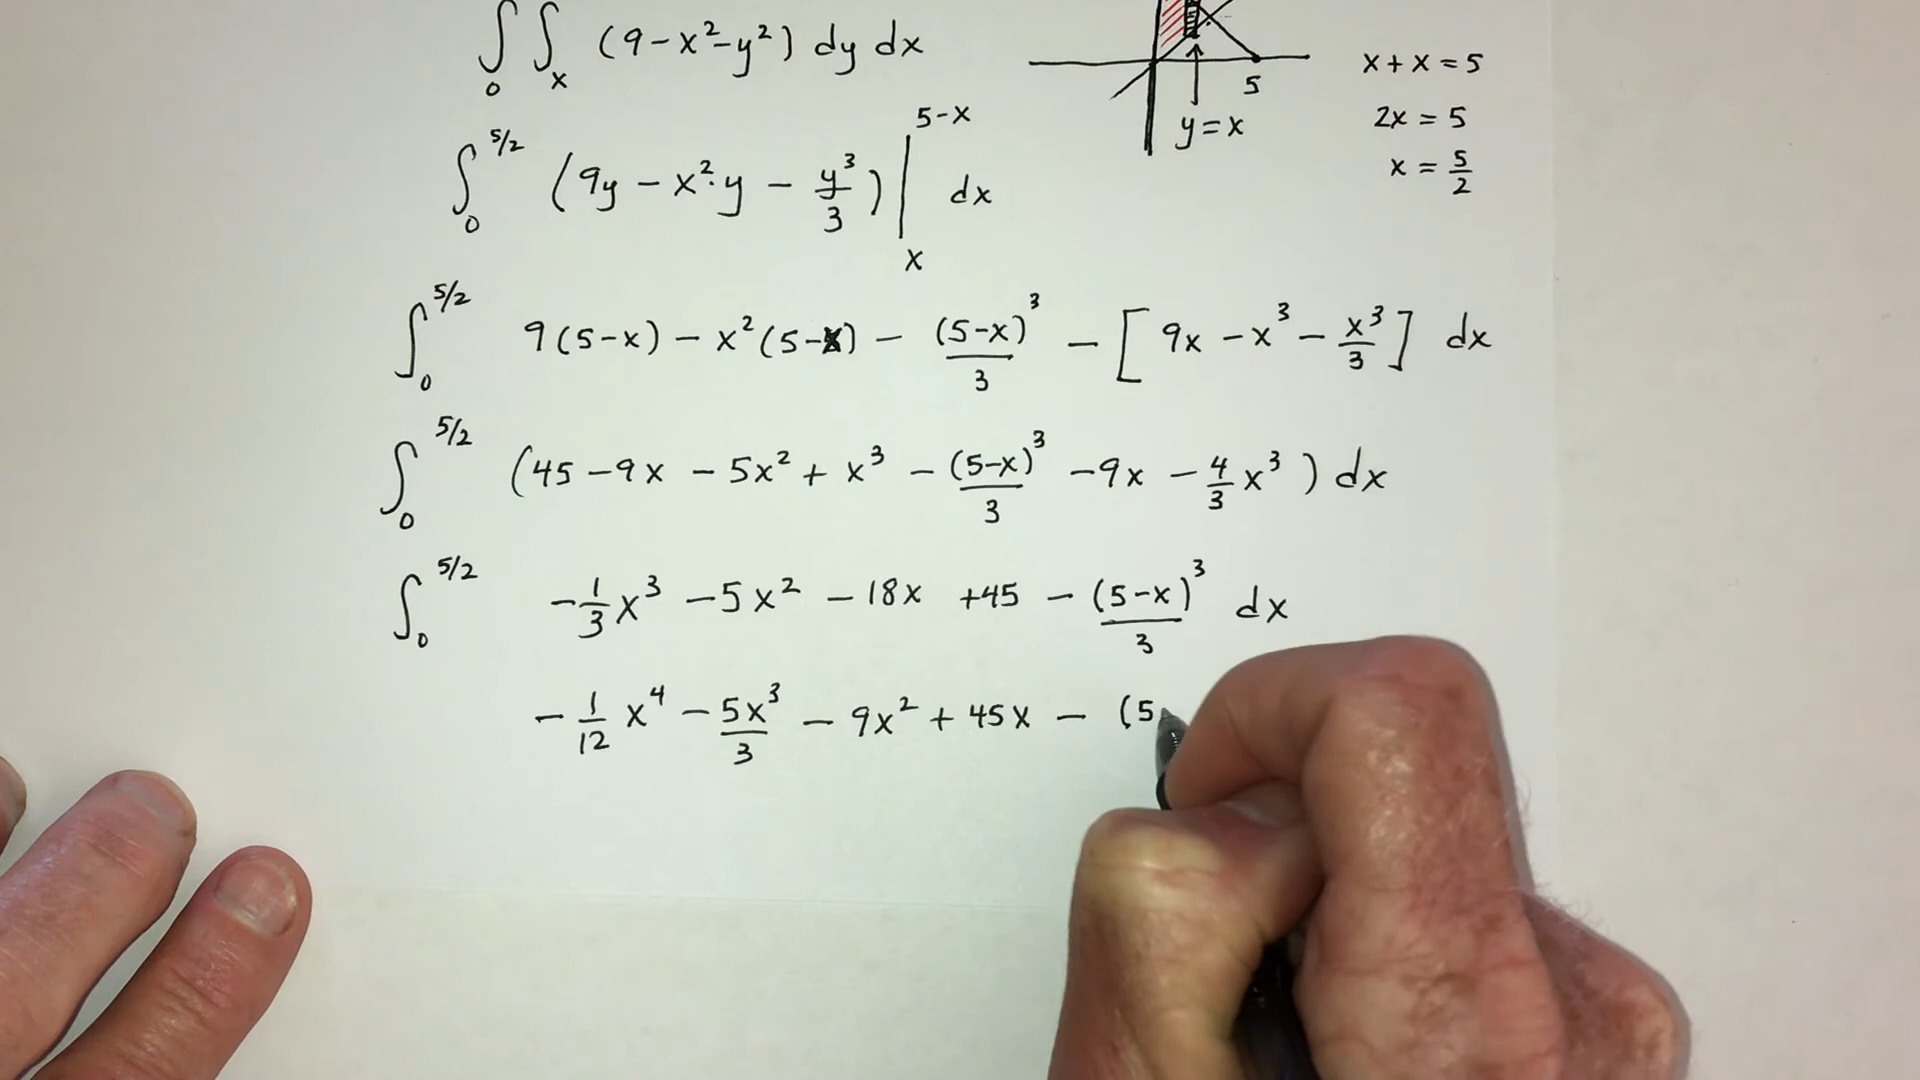 ∫₀ ∫ₓ (9-x²-y²) dy dx
5
y=x
x+x=5
2x=5
x=5/2
∫₀^5/2 (9y - x²·y - y³/3) |ₓ^5-x dx
∫₀^5/2 9(5-x) - x²(5-x) - (5-x)³/3 - [9x - x³ - x³/3] dx
∫₀^5/2 (45 - 9x - 5x² + x³ - (5-x)³/3 - 9x - 4/3 x³) dx
∫₀^5/2 -1/3 x³ - 5x² - 18x + 45 - (5-x)³/3 dx
-1/12 x⁴ - 5x³/3 - 9x² + 45x - (5